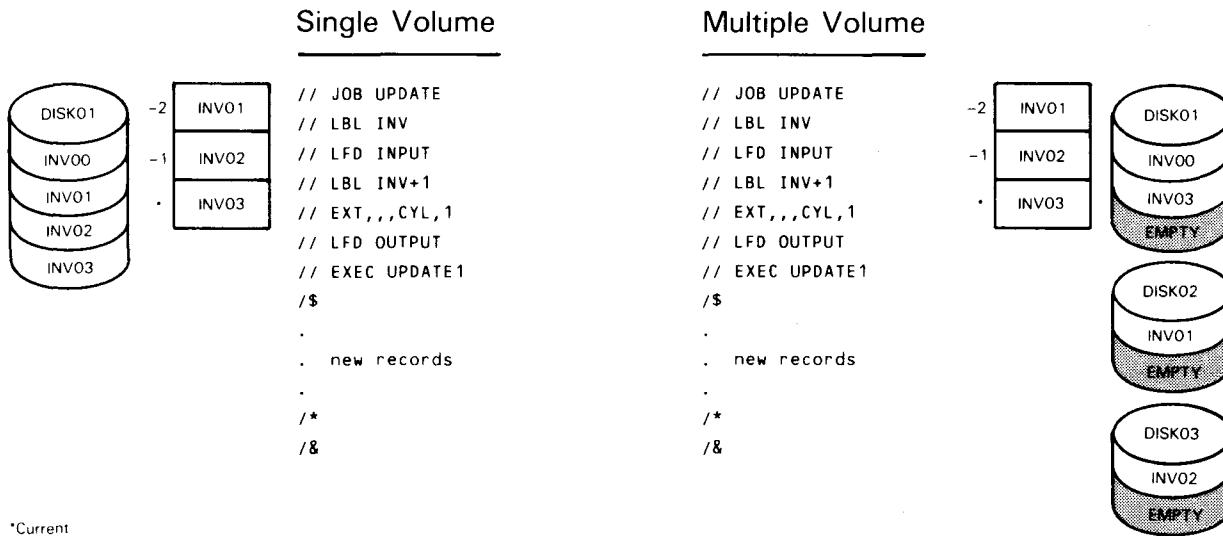 Single Volume
DISK01
INV00
INV01
INV02
INV03
-2 INV01
-1 INV02
. INV03
// JOB UPDATE
// LBL INV
// LFD INPUT
// LBL INV+1
// EXT,,,CYL,1
// LFD OUTPUT
// EXEC UPDATE1
/$
.
. new records
.
/*
/&
Multiple Volume
// JOB UPDATE
// LBL INV
// LFD INPUT
// LBL INV+1
// EXT,,,CYL,1
// LFD OUTPUT
// EXEC UPDATE1
/$
.
. new records
.
/*
/&
-2 INV01
-1 INV02
. INV03
DISK01
INV00
INV03
EMPTY
DISK02
INV01
EMPTY
DISK03
INV02
EMPTY
*Current